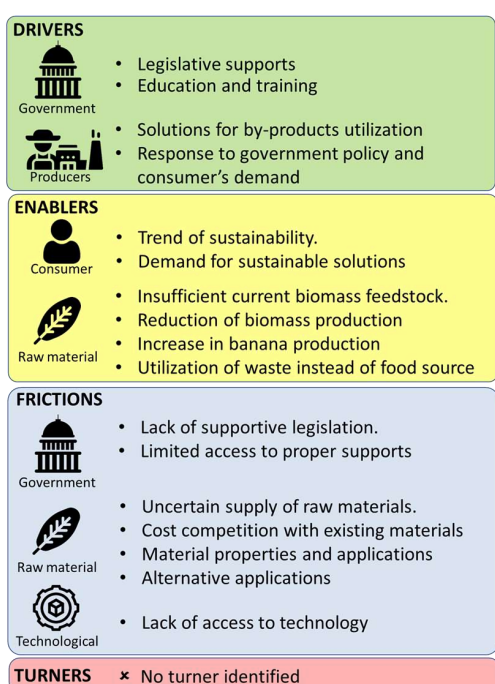 DRIVERS
Government
• Legislative supports
• Education and training
Producers
• Solutions for by-products utilization
• Response to government policy and
consumer's demand
ENABLERS
Consumer
• Trend of sustainability.
• Demand for sustainable solutions
Raw material
• Insufficient current biomass feedstock.
• Reduction of biomass production
• Increase in banana production
• Utilization of waste instead of food source
FRICTIONS
Government
• Lack of supportive legislation.
• Limited access to proper supports
Raw material
• Uncertain supply of raw materials.
• Cost competition with existing materials
• Material properties and applications
• Alternative applications
Technological
• Lack of access to technology
TURNERS × No turner identified